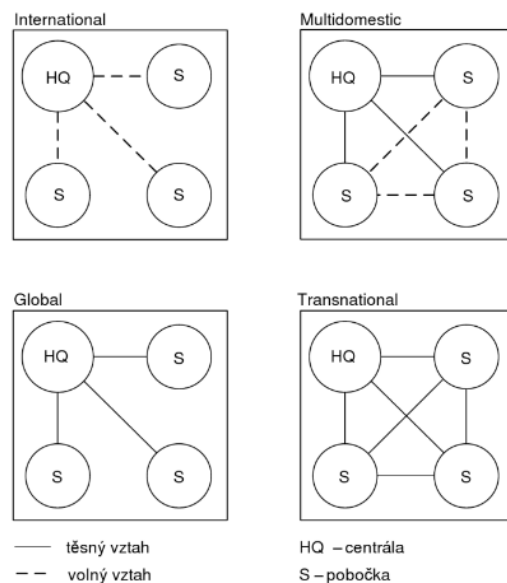 International
HQ
S
S
S
Multidomestic
HQ
S
S
S
Global
HQ
S
S
S
Transnational
HQ
S
S
S
těsný vztah
volný vztah
HQ – centrála
S – pobočka